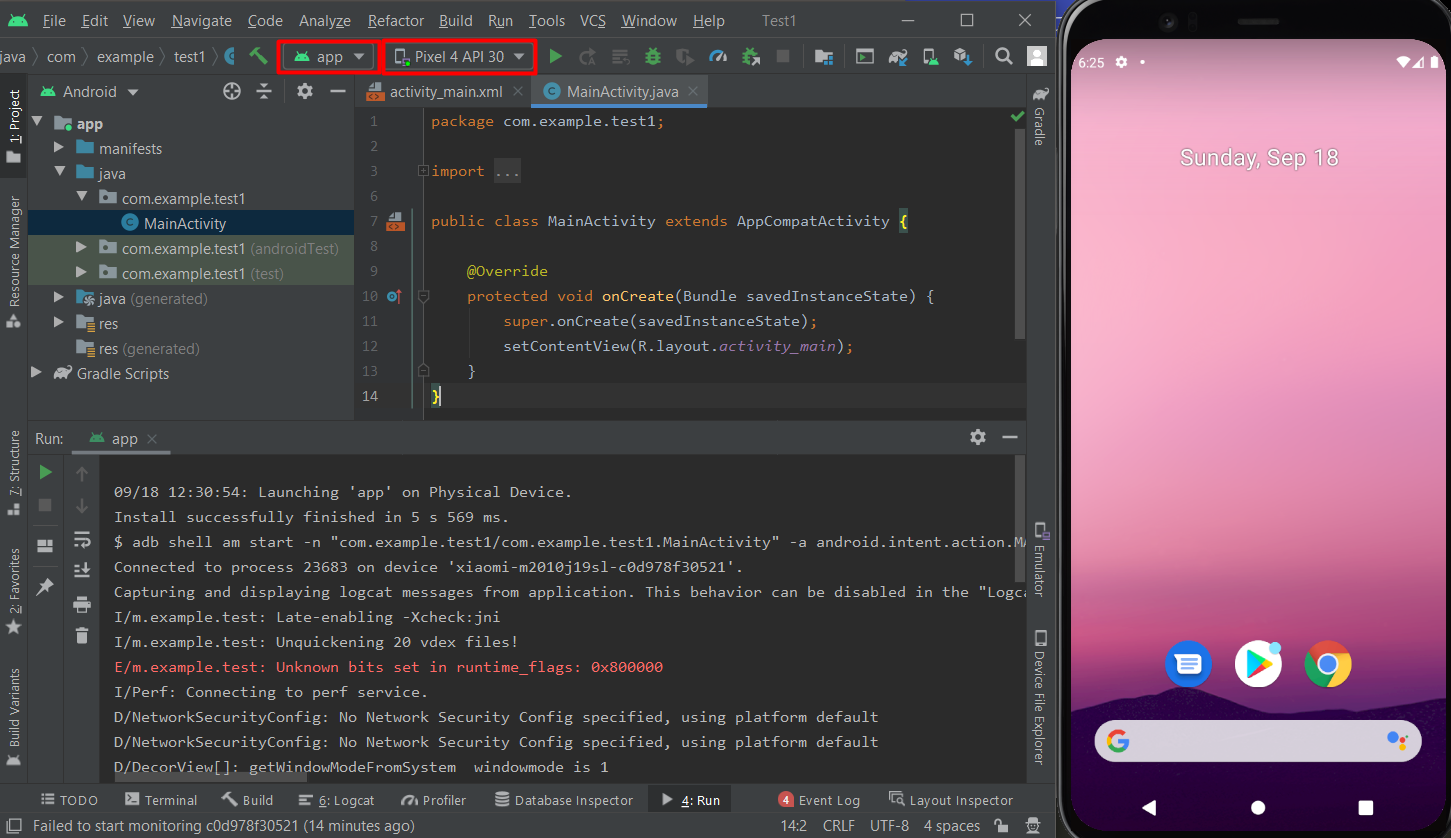 File Edit View Navigate Code Analyze Refactor Build Run Tools VCS Window Help Test1
java com example test1 app Pixel 4 API 30
1: Project
Resource Manager
7: Structure
2: Favorites
Build Variants
Android
app
manifests
java
com.example.test1
MainActivity
com.example.test1 (androidTest)
com.example.test1 (test)
java (generated)
res
res (generated)
Gradle Scripts
activity_main.xml MainActivity.java
1 package com.example.test1;
2
3 import ...
6
7 public class MainActivity extends AppCompatActivity {
8
9 @Override
10 protected void onCreate(Bundle savedInstanceState) {
11 super.onCreate(savedInstanceState);
12 setContentView(R.layout.activity_main);
13 }
14 }
Gradle
Emulator
Device File Explorer
Run: app
09/18 12:30:54: Launching 'app' on Physical Device.
Install successfully finished in 5 s 569 ms.
$ adb shell am start -n "com.example.test1/com.example.test1.MainActivity" -a android.intent.action.MA
Connected to process 23683 on device 'xiaomi-m2010j19sl-c0d978f30521'.
Capturing and displaying logcat messages from application. This behavior can be disabled in the "Logca
I/m.example.test: Late-enabling -Xcheck:jni
I/m.example.test: Unquickening 20 vdex files!
E/m.example.test: Unknown bits set in runtime_flags: 0x800000
I/Perf: Connecting to perf service.
D/NetworkSecurityConfig: No Network Security Config specified, using platform default
D/NetworkSecurityConfig: No Network Security Config specified, using platform default
D/DecorView[]: getWindowModeFromSystem  windowmode is 1
TODO Terminal Build 6: Logcat Profiler Database Inspector 4: Run 4 Event Log Layout Inspector
Failed to start monitoring c0d978f30521 (14 minutes ago) 14:2 CRLF UTF-8 4 spaces
6:25
Sunday, Sep 18